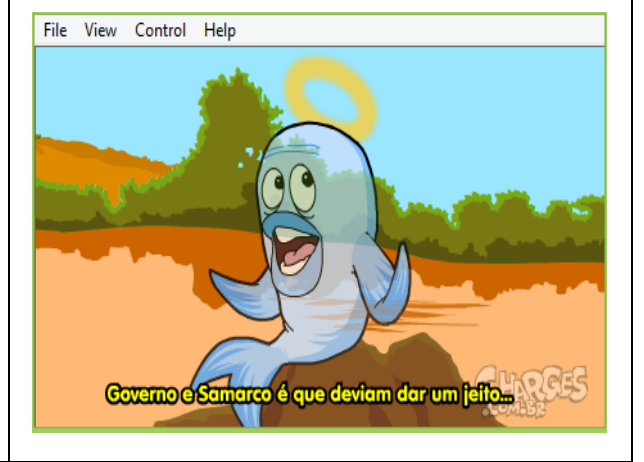 File View Control Help
Governo e Samarco é que deviam dar um jeito...
CHARGES
.COM.BR